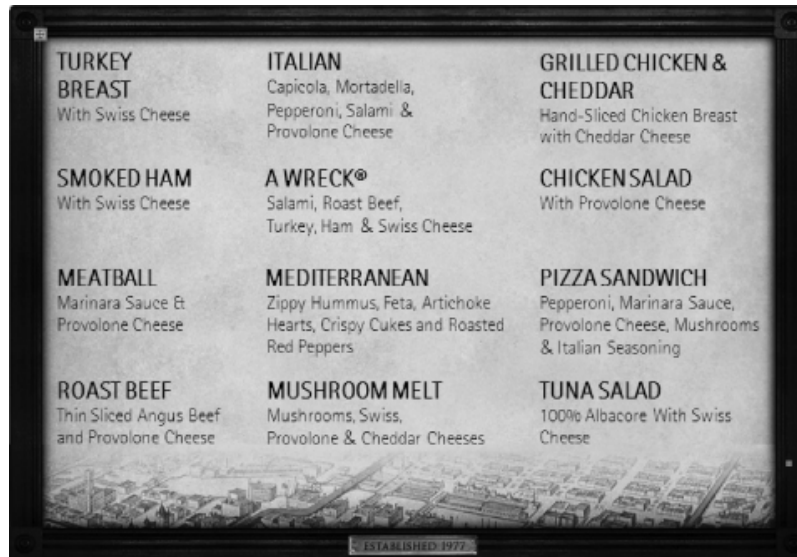 TURKEY
BREAST
With Swiss Cheese
SMOKED HAM
With Swiss Cheese
MEATBALL
Marinara Sauce &
Provolone Cheese
ROAST BEEF
Thin Sliced Angus Beef
and Provolone Cheese
ITALIAN
Capicola, Mortadella,
Pepperoni, Salami &
Provolone Cheese
A WRECK®
Salami, Roast Beef,
Turkey, Ham & Swiss Cheese
MEDITERRANEAN
Zippy Hummus, Feta, Artichoke
Hearts, Crispy Cukes and Roasted
Red Peppers
MUSHROOM MELT
Mushrooms, Swiss,
Provolone & Cheddar Cheeses
GRILLED CHICKEN &
CHEDDAR
Hand-Sliced Chicken Breast
with Cheddar Cheese
CHICKEN SALAD
With Provolone Cheese
PIZZA SANDWICH
Pepperoni, Marinara Sauce,
Provolone Cheese, Mushrooms
& Italian Seasoning
TUNA SALAD
100% Albacore With Swiss
Cheese
ESTABLISHED 1977